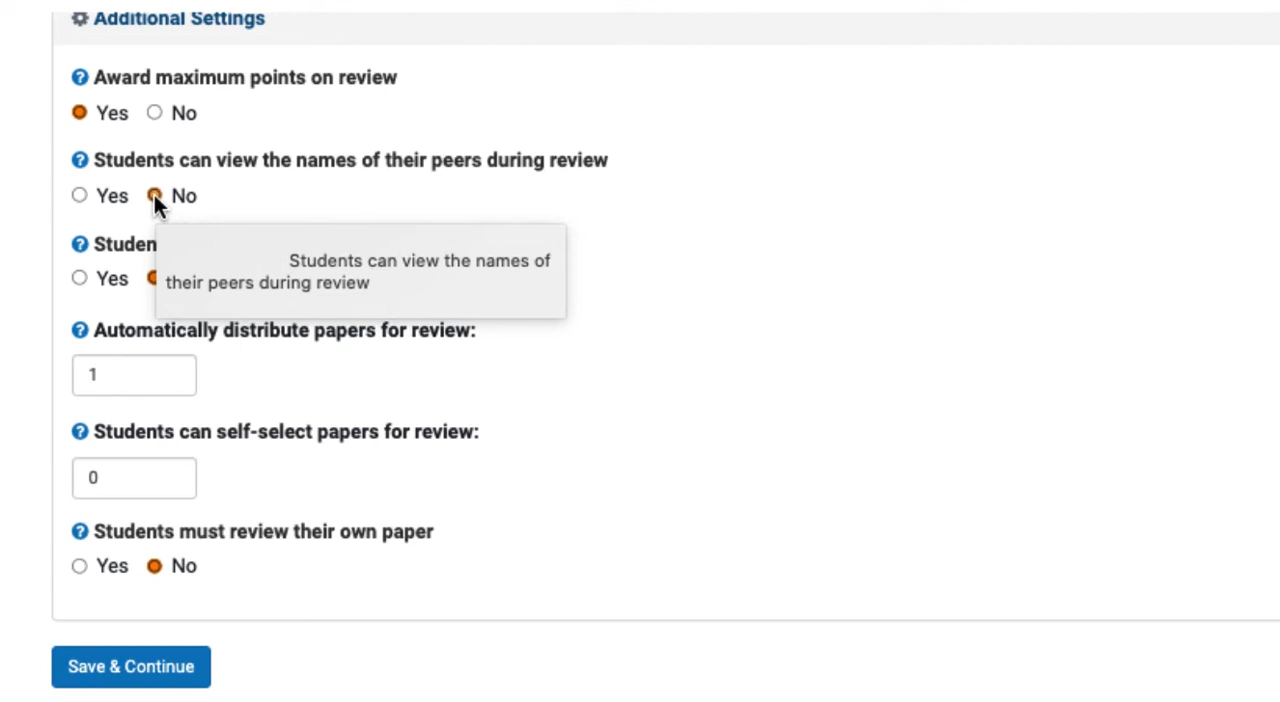 Additional Settings
Award maximum points on review
Yes No
Students can view the names of their peers during review
Yes No
Students can view the names of
their peers during review
Yes
Automatically distribute papers for review:
1
Students can self-select papers for review:
0
Students must review their own paper
Yes No
Save & Continue